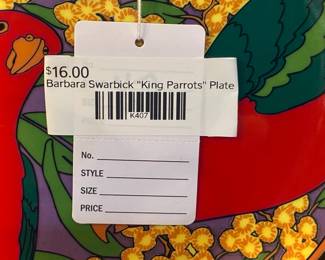 $16.00
Barbara Swarbick "King Parrots" Plate
K407
No.
STYLE
SIZE
PRICE